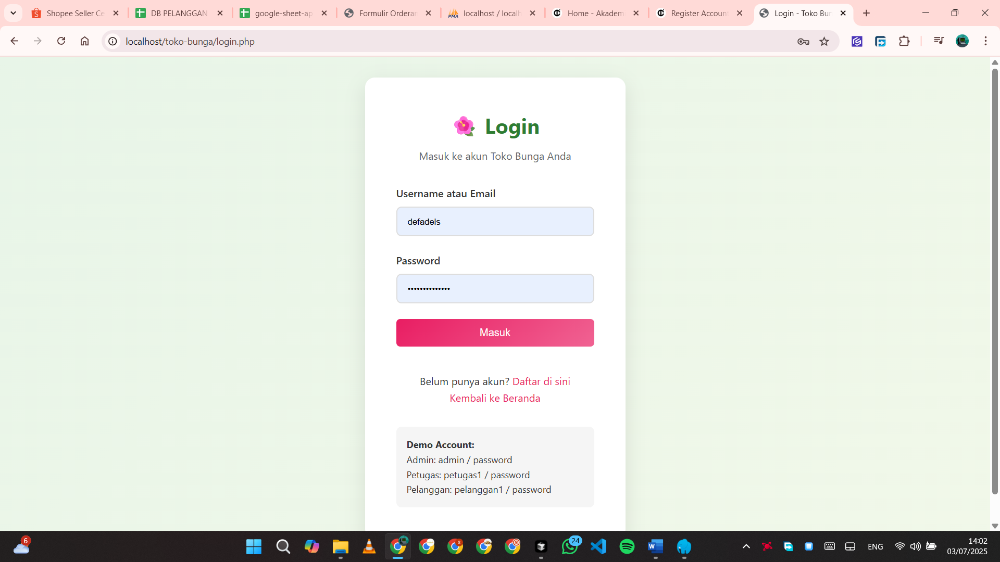 Shopee Seller Ce
DB PELANGGAN
google-sheet-ap
Formulir Orderar
localhost / localh
Home - Akadem
Register Account
Login - Toko Bun
localhost/toko-bunga/login.php
Login
Masuk ke akun Toko Bunga Anda
Username atau Email
defadels
Password
••••••••••••••
Masuk
Belum punya akun? Daftar di sini
Kembali ke Beranda
Demo Account:
Admin: admin / password
Petugas: petugas1 / password
Pelanggan: pelanggan1 / password
6
24
ENG
14:02
03/07/2025